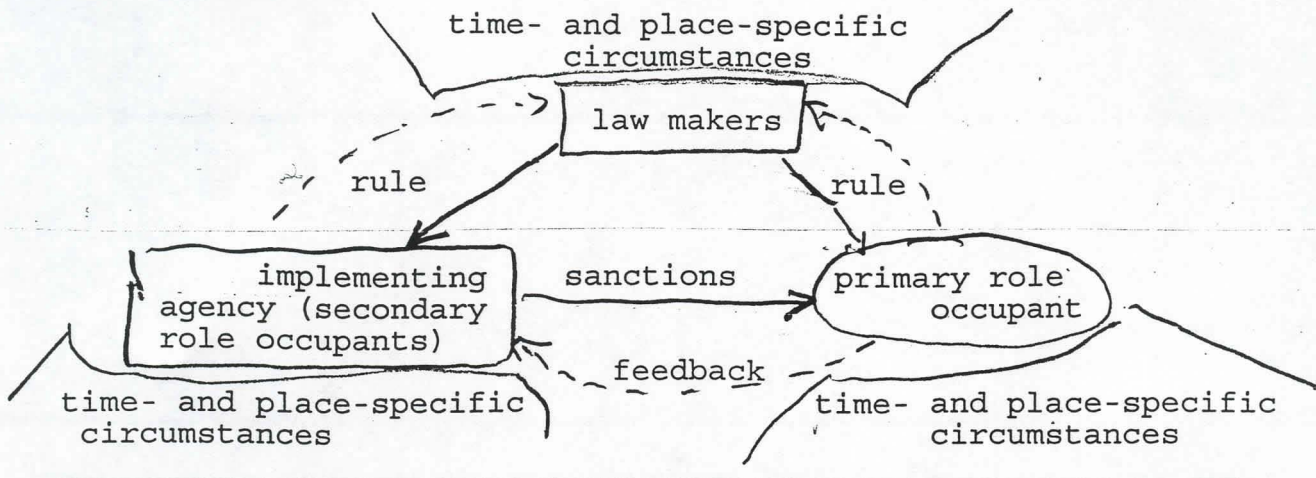 time- and place-specific
circumstances
law makers
rule
rule
implementing
agency (secondary
role occupants)
sanctions
primary role
occupant
feedback
time- and place-specific
circumstances
time- and place-specific
circumstances